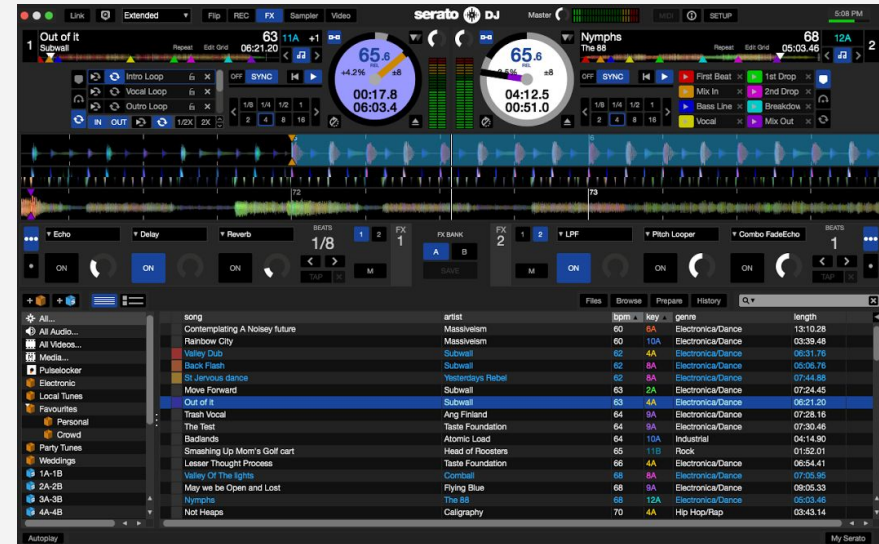 Link Extended Flip REC FX Sampler Video serato DJ Master MIDI SETUP 5:08 PM
1 Out of it 63 11A +1
Subwall Repeat Edit Grid 06:21.20
65.6
REL
+4.2% ±8
00:17.8
06:03.4
65.6
REL
±8
04:12.5
00:51.0
Nymphs 68 12A
The 88 Repeat Edit Grid 05:03.46 2
Intro Loop
Vocal Loop
Outro Loop
IN OUT 1/2X 2X
OFF SYNC
1/8 1/4 1/2 1
2 4 8 16
OFF SYNC
1/8 1/4 1/2 1
2 4 8 16
First Beat 1st Drop
Mix In 2nd Drop
Bass Line Breakdow
Vocal Mix Out
72 73
Echo Delay Reverb BEATS 1 2 FX 1 FX BANK FX 2 1 2 LPF Pitch Looper Combo FadeEcho BEATS
1/8 A B 1
ON ON ON TAP M SAVE M ON ON ON TAP
Files Browse Prepare History
All...
All Audio...
All Videos...
Media...
Pulselocker
Electronic
Local Tunes
Favourites
Personal
Crowd
Party Tunes
Weddings
1A-1B
2A-2B
3A-3B
4A-4B
song artist bpm key genre length
Contemplating A Noisey future Massiveism 60 6A Electronica/Dance 13:10.28
Rainbow City Massiveism 60 10A Electronica/Dance 03:39.48
Valley Dub Subwall 62 4A Electronica/Dance 06:31.76
Back Flash Subwall 62 8A Electronica/Dance 05:06.76
St Jervous dance Yesterdays Rebel 62 8A Electronica/Dance 07:44.88
Move Forward Subwall 63 2A Electronica/Dance 07:24.45
Out of it Subwall 63 4A Electronica/Dance 06:21.20
Trash Vocal Ang Finland 64 9A Electronica/Dance 07:28.16
The Test Taste Foundation 64 9A Electronica/Dance 07:30.46
Badlands Atomic Load 64 10A Industrial 04:14.90
Smashing Up Mom's Golf cart Head of Roosters 65 11B Rock 01:52.01
Lesser Thought Process Taste Foundation 66 4A Electronica/Dance 06:54.41
Valley Of The lights Comball 68 8A Electronica/Dance 07:05.95
May we be Open and Lost Flying Blue 68 9A Electronica/Dance 09:05.33
Nymphs The 88 68 12A Electronica/Dance 05:03.46
Not Heaps Caligraphy 70 4A Hip Hop/Rap 03:43.14
Autoplay My Serato